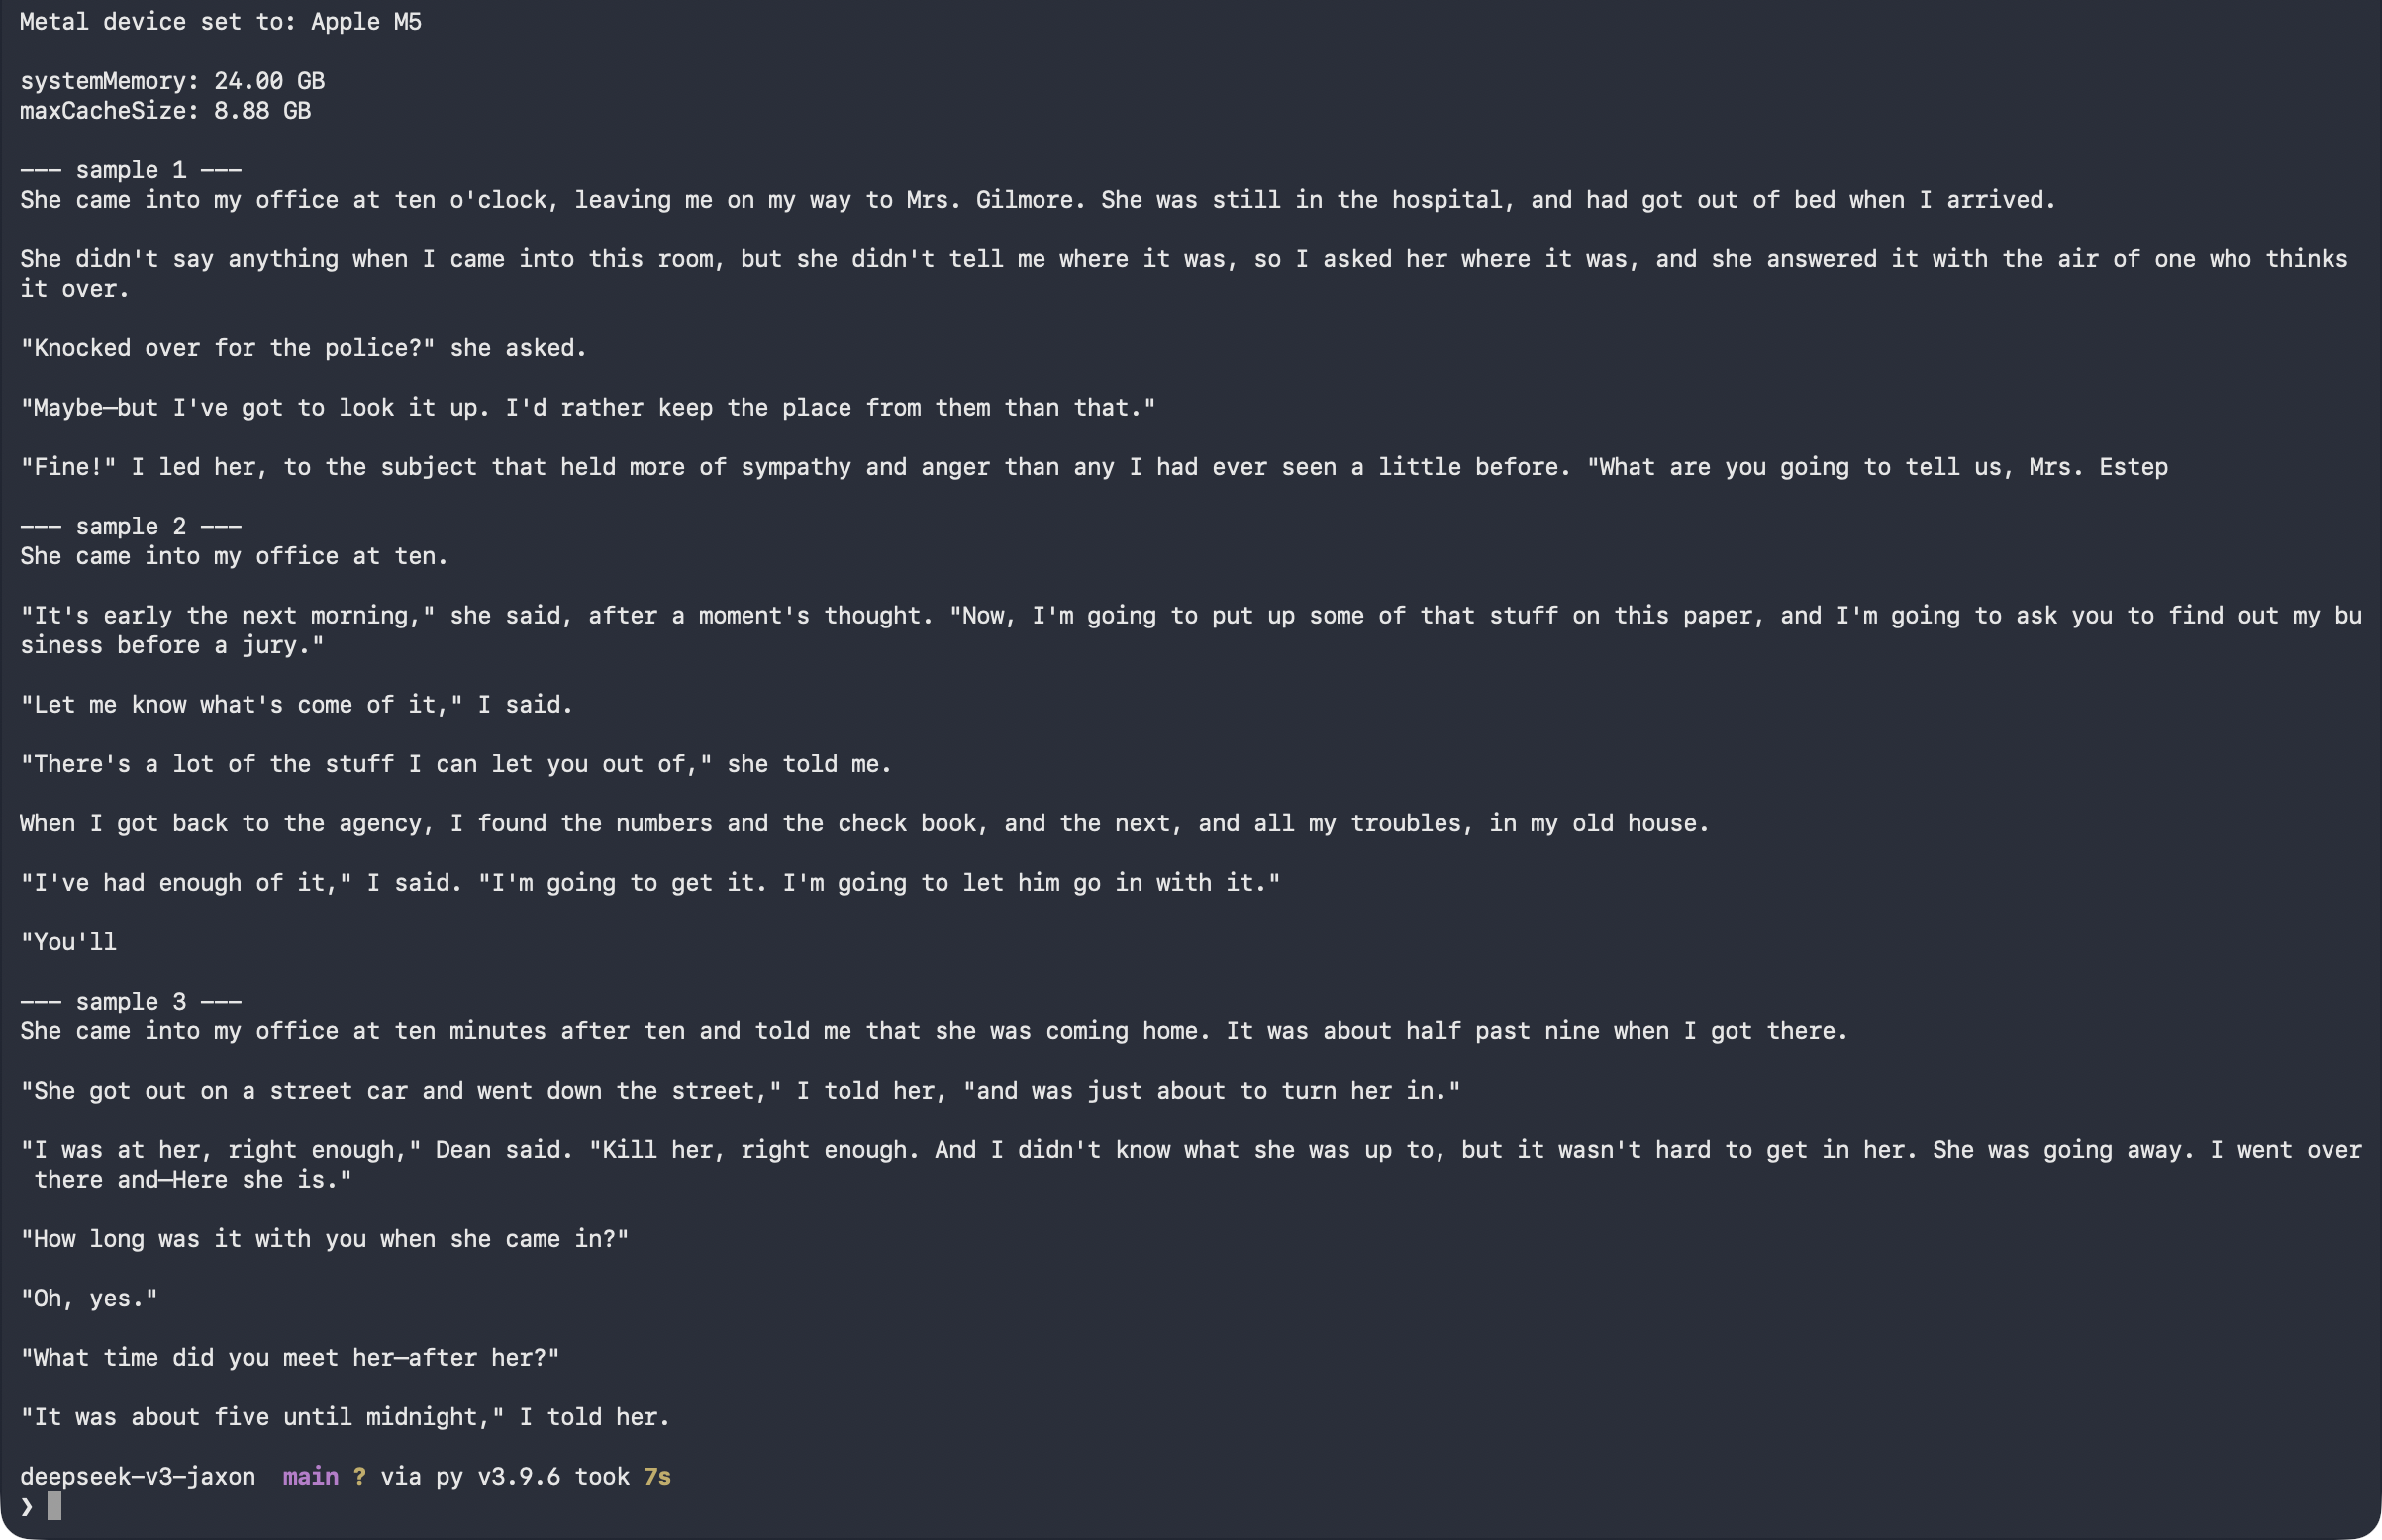 Metal device set to: Apple M5
systemMemory: 24.00 GB
maxCacheSize: 8.88 GB
--- sample 1 ---
She came into my office at ten o'clock, leaving me on my way to Mrs. Gilmore. She was still in the hospital, and had got out of bed when I arrived.
She didn't say anything when I came into this room, but she didn't tell me where it was, so I asked her where it was, and she answered it with the air of one who thinks
it over.
"Knocked over for the police?" she asked.
"Maybe—but I've got to look it up. I'd rather keep the place from them than that."
"Fine!" I led her, to the subject that held more of sympathy and anger than any I had ever seen a little before. "What are you going to tell us, Mrs. Estep
--- sample 2 ---
She came into my office at ten.
"It's early the next morning," she said, after a moment's thought. "Now, I'm going to put up some of that stuff on this paper, and I'm going to ask you to find out my bu
siness before a jury."
"Let me know what's come of it," I said.
"There's a lot of the stuff I can let you out of," she told me.
When I got back to the agency, I found the numbers and the check book, and the next, and all my troubles, in my old house.
"I've had enough of it," I said. "I'm going to get it. I'm going to let him go in with it."
"You'll
--- sample 3 ---
She came into my office at ten minutes after ten and told me that she was coming home. It was about half past nine when I got there.
"She got out on a street car and went down the street," I told her, "and was just about to turn her in."
"I was at her, right enough," Dean said. "Kill her, right enough. And I didn't know what she was up to, but it wasn't hard to get in her. She was going away. I went over
there and—Here she is."
"How long was it with you when she came in?"
"Oh, yes."
"What time did you meet her—after her?"
"It was about five until midnight," I told her.
deepseek-v3-jaxon main ? via py v3.9.6 took 7s
❯